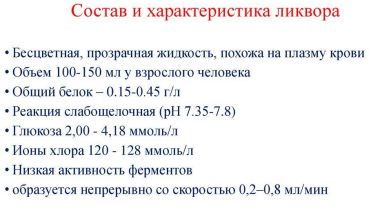 Состав и характеристика ликвора
• Бесцветная, прозрачная жидкость, похожа на плазму крови
• Объем 100-150 мл у взрослого человека
• Общий белок – 0.15-0.45 г/л
• Реакция слабощелочная (pH 7.35-7.8)
• Глюкоза 2,00 - 4,18 ммоль/л
• Ионы хлора 120 - 128 ммоль/л
• Низкая активность ферментов
• образуется непрерывно со скоростью 0,2–0,8 мл/мин